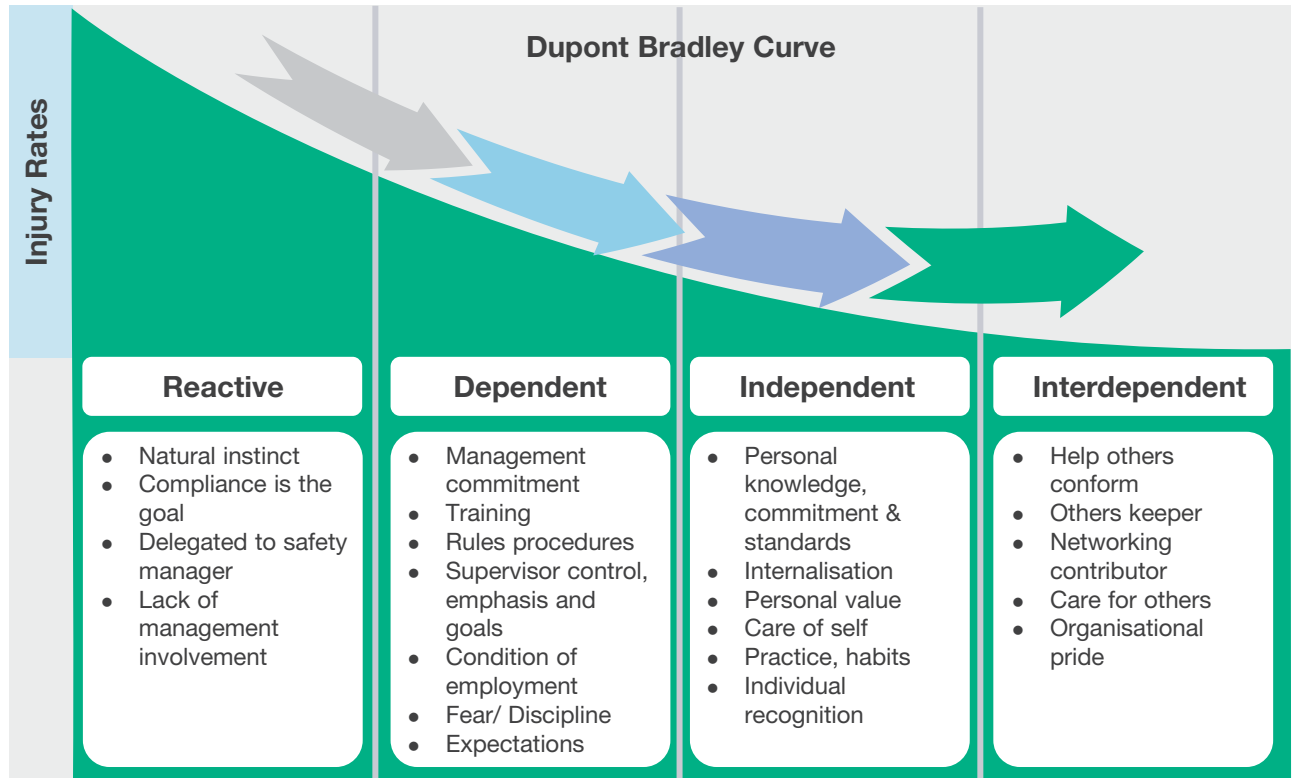 Dupont Bradley Curve
Injury Rates
Reactive
● Natural instinct
● Compliance is the
goal
● Delegated to safety
manager
● Lack of
management
involvement
Dependent
● Management
commitment
● Training
● Rules procedures
● Supervisor control,
emphasis and
goals
● Condition of
employment
● Fear/ Discipline
● Expectations
Independent
● Personal
knowledge,
commitment &
standards
● Internalisation
● Personal value
● Care of self
● Practice, habits
● Individual
recognition
Interdependent
● Help others
conform
● Others keeper
● Networking
contributor
● Care for others
● Organisational
pride